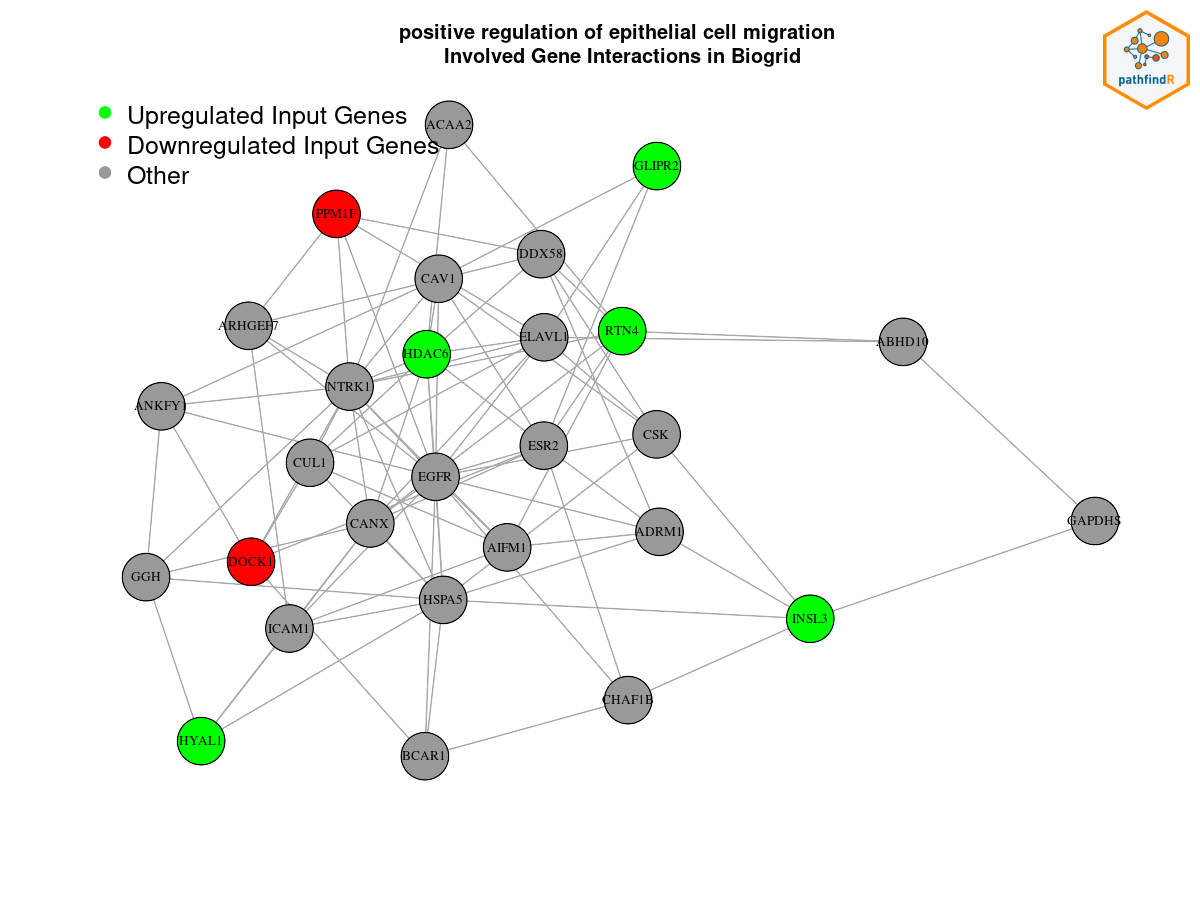 positive regulation of epithelial cell migration
Involved Gene Interactions in Biogrid
pathfindR
Upregulated Input Genes
Downregulated Input Genes
Other
ACAA2
GLIPR2
PPM1F
DDX58
CAV1
ARHGEF7
RTN4
ELAVL1
ABHD10
HDAC6
NTRK1
ANKFY1
CSK
ESR2
CUL1
EGFR
GAPDHS
CANX
ADRM1
AIFM1
DOCK1
GGH
HSPA5
INSL3
ICAM1
CHAF1B
HYAL1
BCAR1